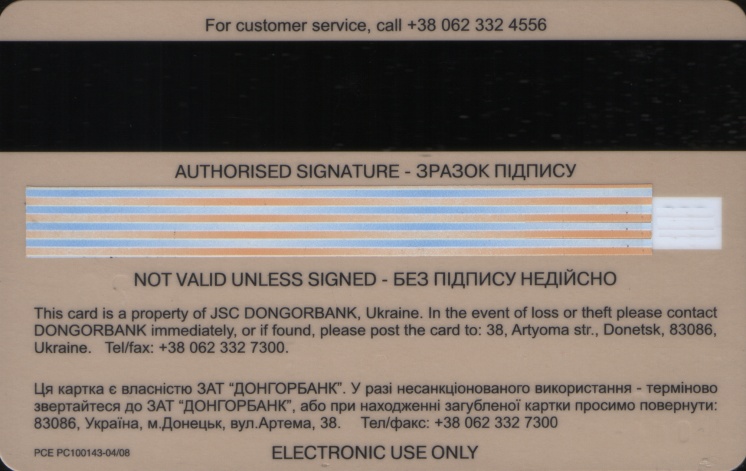 For customer service, call +38 062 332 4556
AUTHORISED SIGNATURE - ЗРАЗОК ПІДПИСУ
NOT VALID UNLESS SIGNED - БЕЗ ПІДПИСУ НЕДІЙСНО
This card is a property of JSC DONGORBANK, Ukraine. In the event of loss or theft please contact
DONGORBANK immediately, or if found, please post the card to: 38, Artyoma str., Donetsk, 83086,
Ukraine. Tel/fax: +38 062 332 7300.
Ця картка є власністю ЗАТ "ДОНГОРБАНК". У разі несанкціонованого використання - терміново
звертайтеся до ЗАТ "ДОНГОРБАНК", або при находженні загубленої картки просимо повернути:
83086, Україна, м.Донецьк, вул.Артема, 38. Тел/факс: +38 062 332 7300
PCE PC100143-04/08
ELECTRONIC USE ONLY